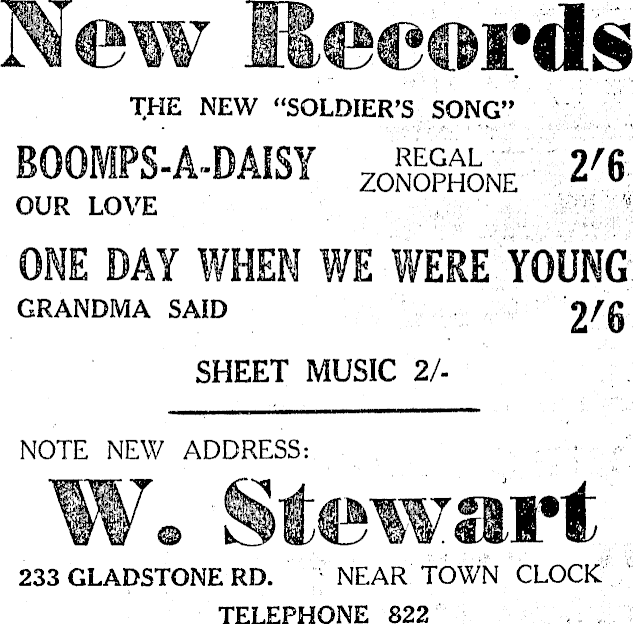 New Records
THE NEW "SOLDIER'S SONG"
BOOMPS-A-DAISY REGAL ZONOPHONE 2/6
OUR LOVE
ONE DAY WHEN WE WERE YOUNG
GRANDMA SAID 2/6
SHEET MUSIC 2/-
NOTE NEW ADDRESS:
W. Stewart
233 GLADSTONE RD. NEAR TOWN CLOCK
TELEPHONE 822